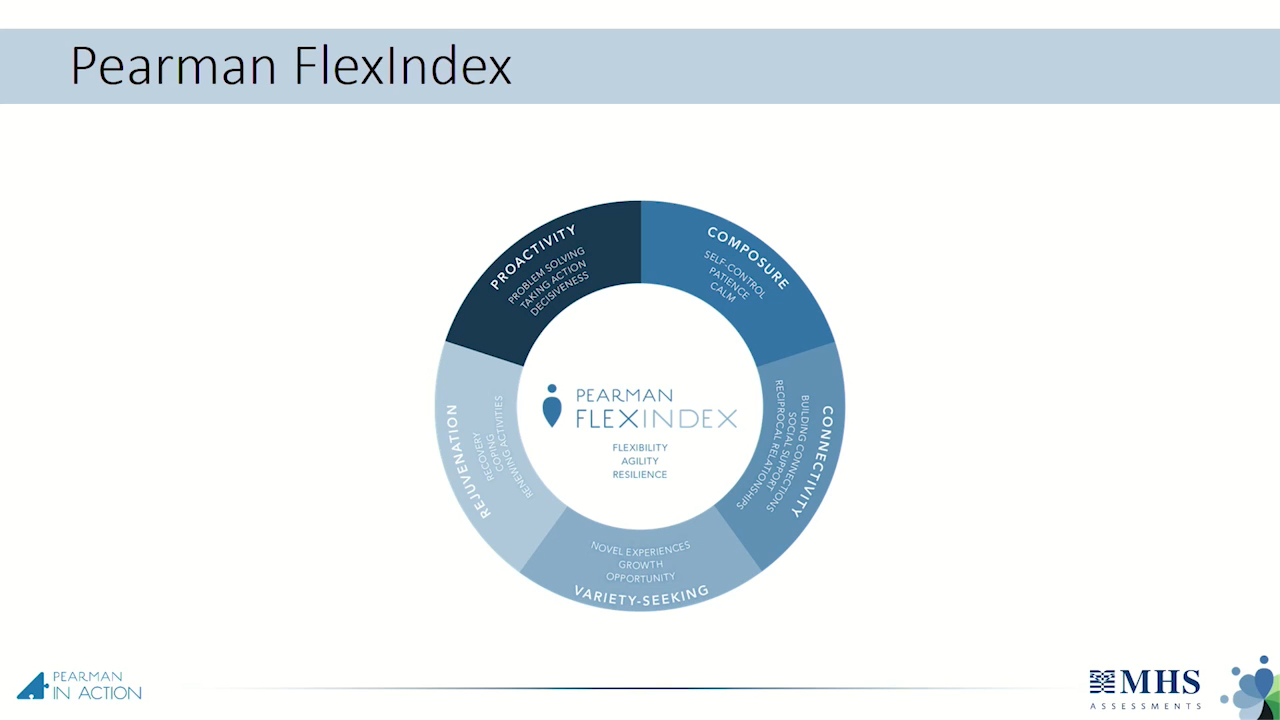 Pearman FlexIndex
PROACTIVITY
PROBLEM SOLVING
TAKING ACTION
DECISIVENESS
COMPOSURE
SELF-CONTROL
PATIENCE
CALM
CONNECTIVITY
BUILDING CONNECTIONS
SOCIAL SUPPORT
RECIPROCAL RELATIONSHIPS
NOVEL EXPERIENCES
GROWTH
OPPORTUNITY
VARIETY-SEEKING
REJUVENATION
RECOVERY
COPING
RENEWING ACTIVITIES
PEARMAN
FLEXINDEX
FLEXIBILITY
AGILITY
RESILIENCE
PEARMAN
IN ACTION
MHS
ASSESSMENTS